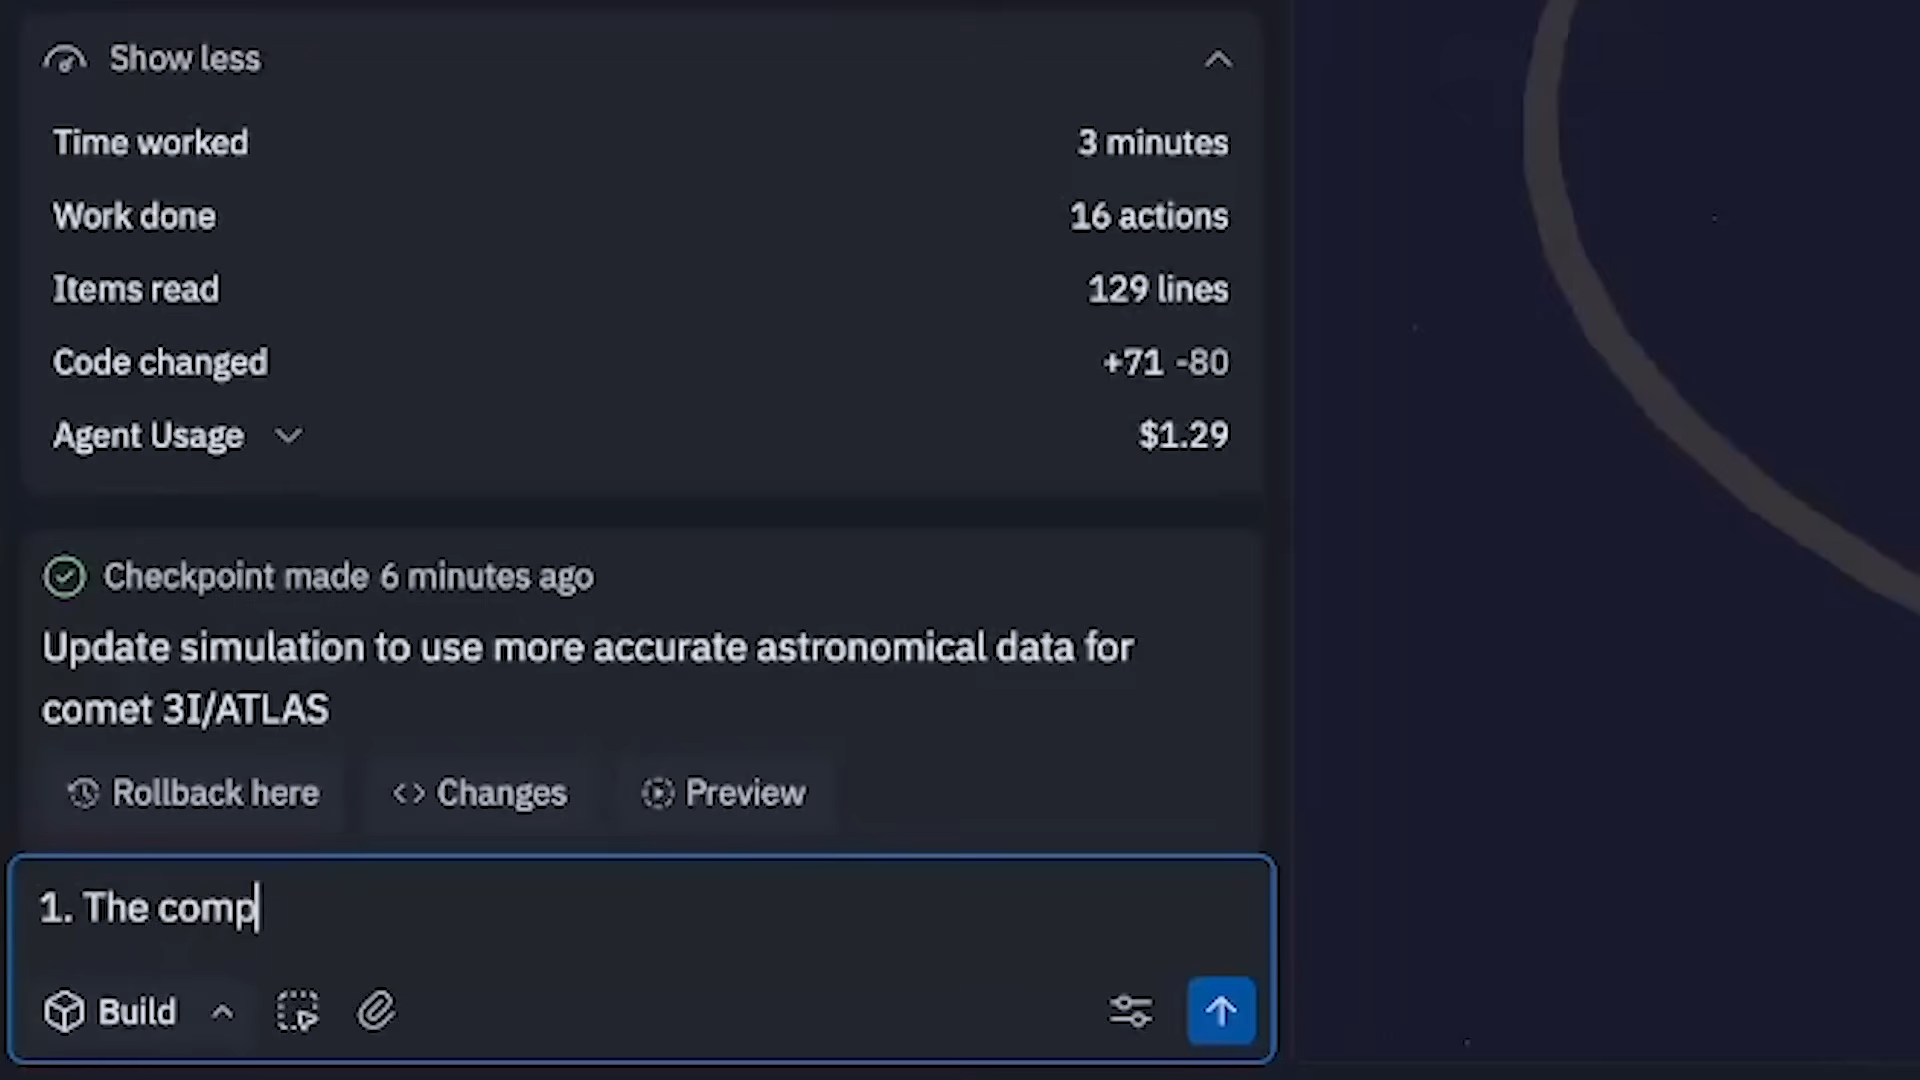 Show less
Time worked 3 minutes
Work done 16 actions
Items read 129 lines
Code changed +71 -80
Agent Usage $1.29
Checkpoint made 6 minutes ago
Update simulation to use more accurate astronomical data for
comet 3I/ATLAS
Rollback here Changes Preview
1. The comp
Build